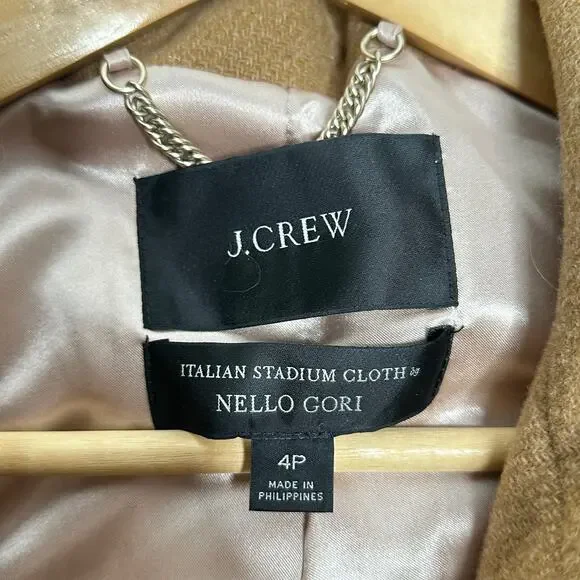 J.CREW
ITALIAN STADIUM CLOTH by
NELLO GORI
4P
MADE IN
PHILIPPINES